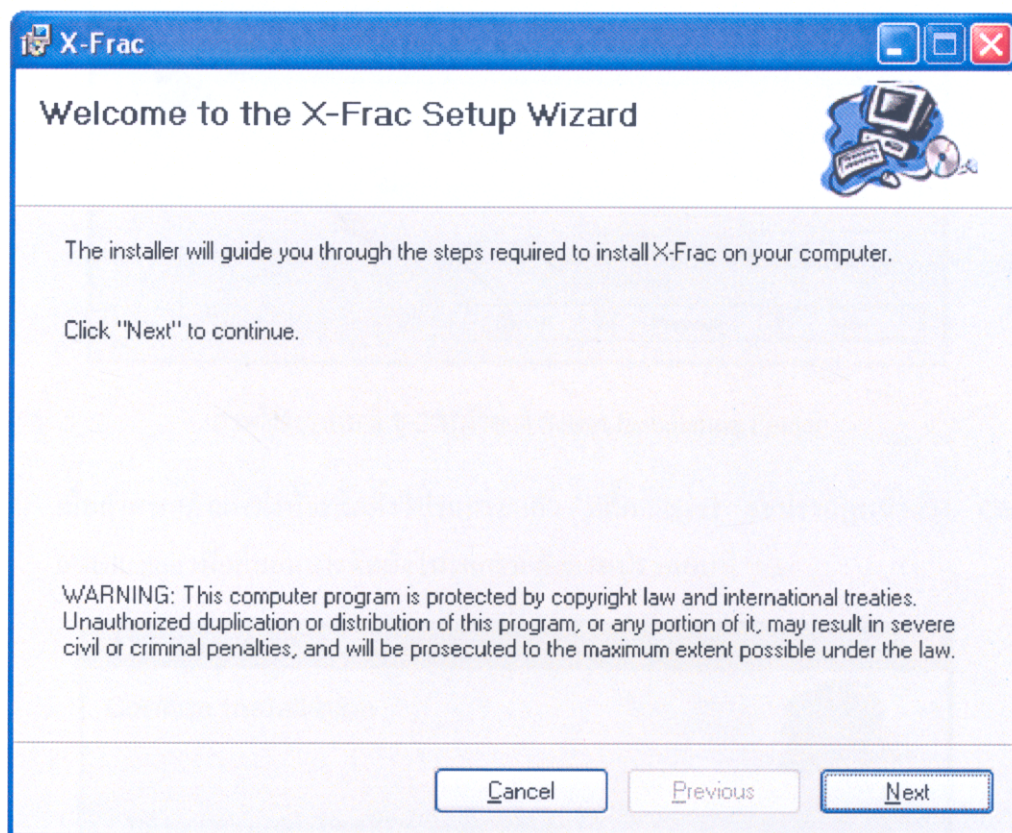 X-Frac
Welcome to the X-Frac Setup Wizard
The installer will guide you through the steps required to install X-Frac on your computer.
Click "Next" to continue.
WARNING: This computer program is protected by copyright law and international treaties.
Unauthorized duplication or distribution of this program, or any portion of it, may result in severe
civil or criminal penalties, and will be prosecuted to the maximum extent possible under the law.
Cancel
Previous
Next